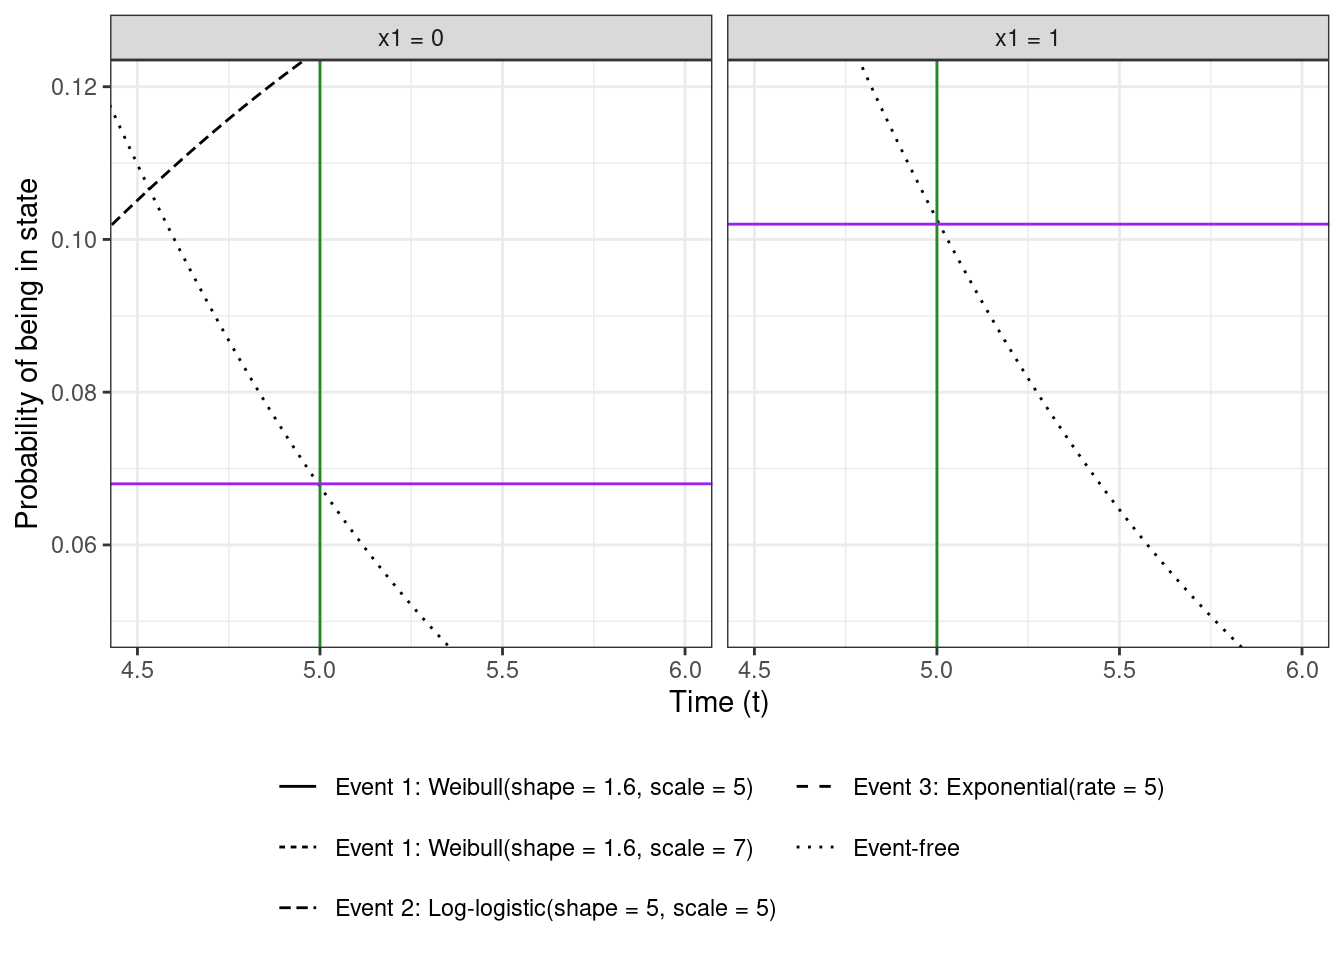 x1 = 0
x1 = 1
0.12
0.10
0.08
0.06
Probability of being in state
4.5
5.0
5.5
6.0
4.5
5.0
5.5
6.0
Time (t)
Event 1: Weibull(shape = 1.6, scale = 5)
Event 1: Weibull(shape = 1.6, scale = 7)
Event 2: Log-logistic(shape = 5, scale = 5)
Event 3: Exponential(rate = 5)
Event-free